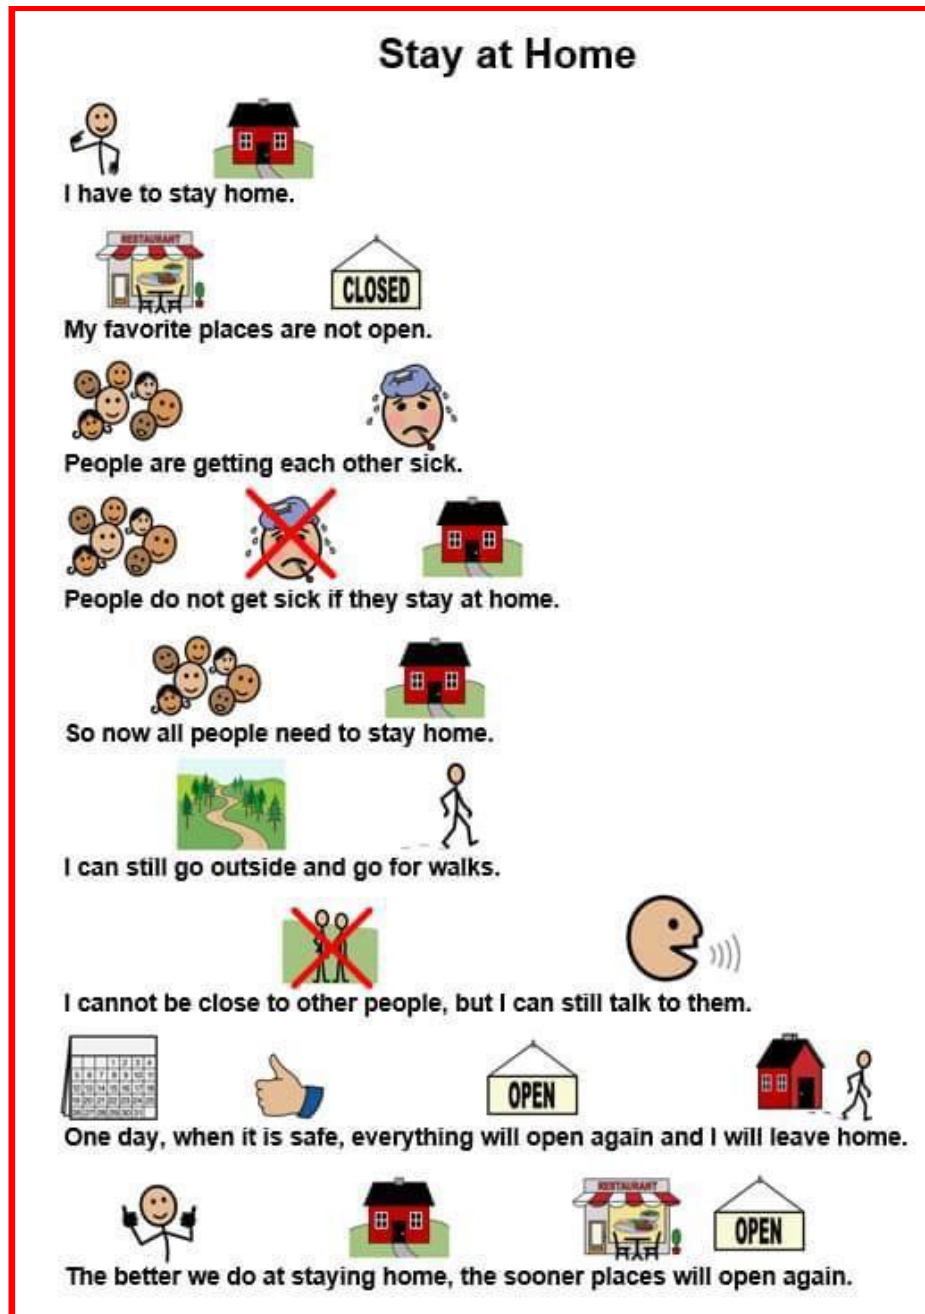 Stay at Home
I have to stay home.
RESTAURANT
CLOSED
My favorite places are not open.
People are getting each other sick.
People do not get sick if they stay at home.
So now all people need to stay home.
I can still go outside and go for walks.
I cannot be close to other people, but I can still talk to them.
OPEN
One day, when it is safe, everything will open again and I will leave home.
RESTAURANT
OPEN
The better we do at staying home, the sooner places will open again.